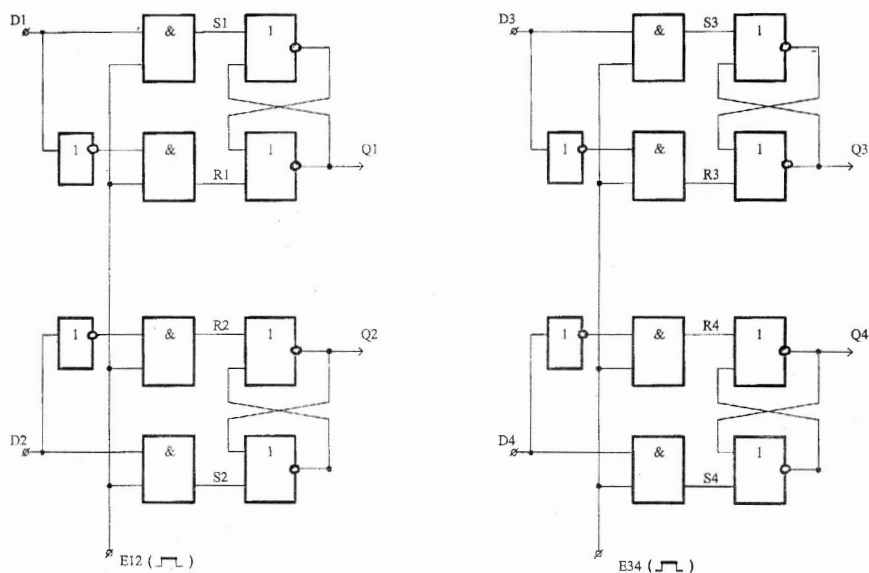 D1 & S1 1 D3 & S3 1
1 & R1 1 Q1 1 & R3 1 Q3
1 & R2 1 Q2 1 & R4 1 Q4
D2 & S2 1 D4 & S4 1
E12 ( ) E34 ( )